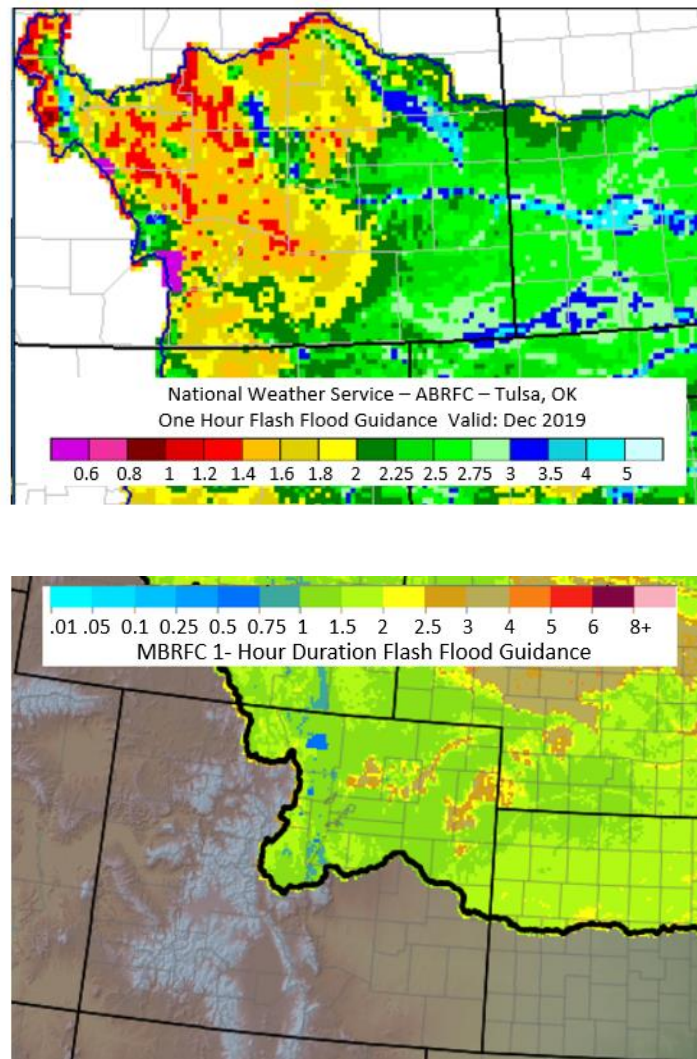 National Weather Service – ABRFC – Tulsa, OK
One Hour Flash Flood Guidance  Valid: Dec 2019
0.6 0.8 1 1.2 1.4 1.6 1.8 2 2.25 2.5 2.75 3 3.5 4 5
.01 .05 0.1 0.25 0.5 0.75 1 1.5 2 2.5 3 4 5 6 8+
MBRFC 1- Hour Duration Flash Flood Guidance